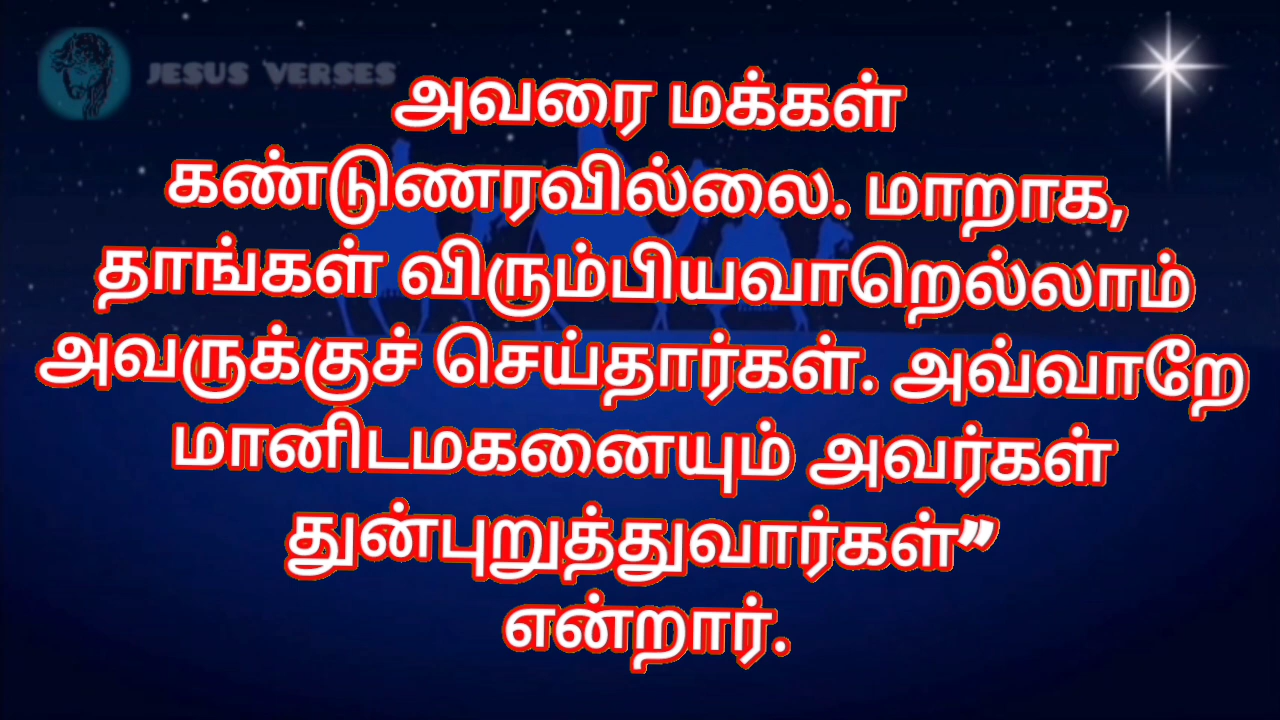 JESUS VERSES
அவரை மக்கள்
கண்டுணரவில்லை. மாறாக,
தாங்கள் விரும்பியவாறெல்லாம்
அவருக்குச் செய்தார்கள். அவ்வாறே
மானிடமகனையும் அவர்கள்
துன்புறுத்துவார்கள்”
என்றார்.